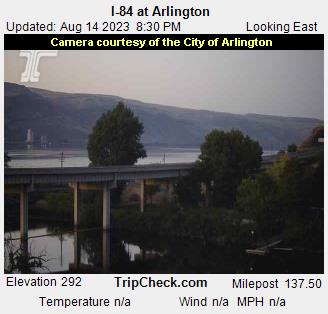 I-84 at Arlington
Updated: Aug 14 2023 8:30 PM Looking East
Camera courtesy of the City of Arlington
Elevation 292 TripCheck.com Milepost 137.50
Temperature n/a Wind n/a MPH n/a